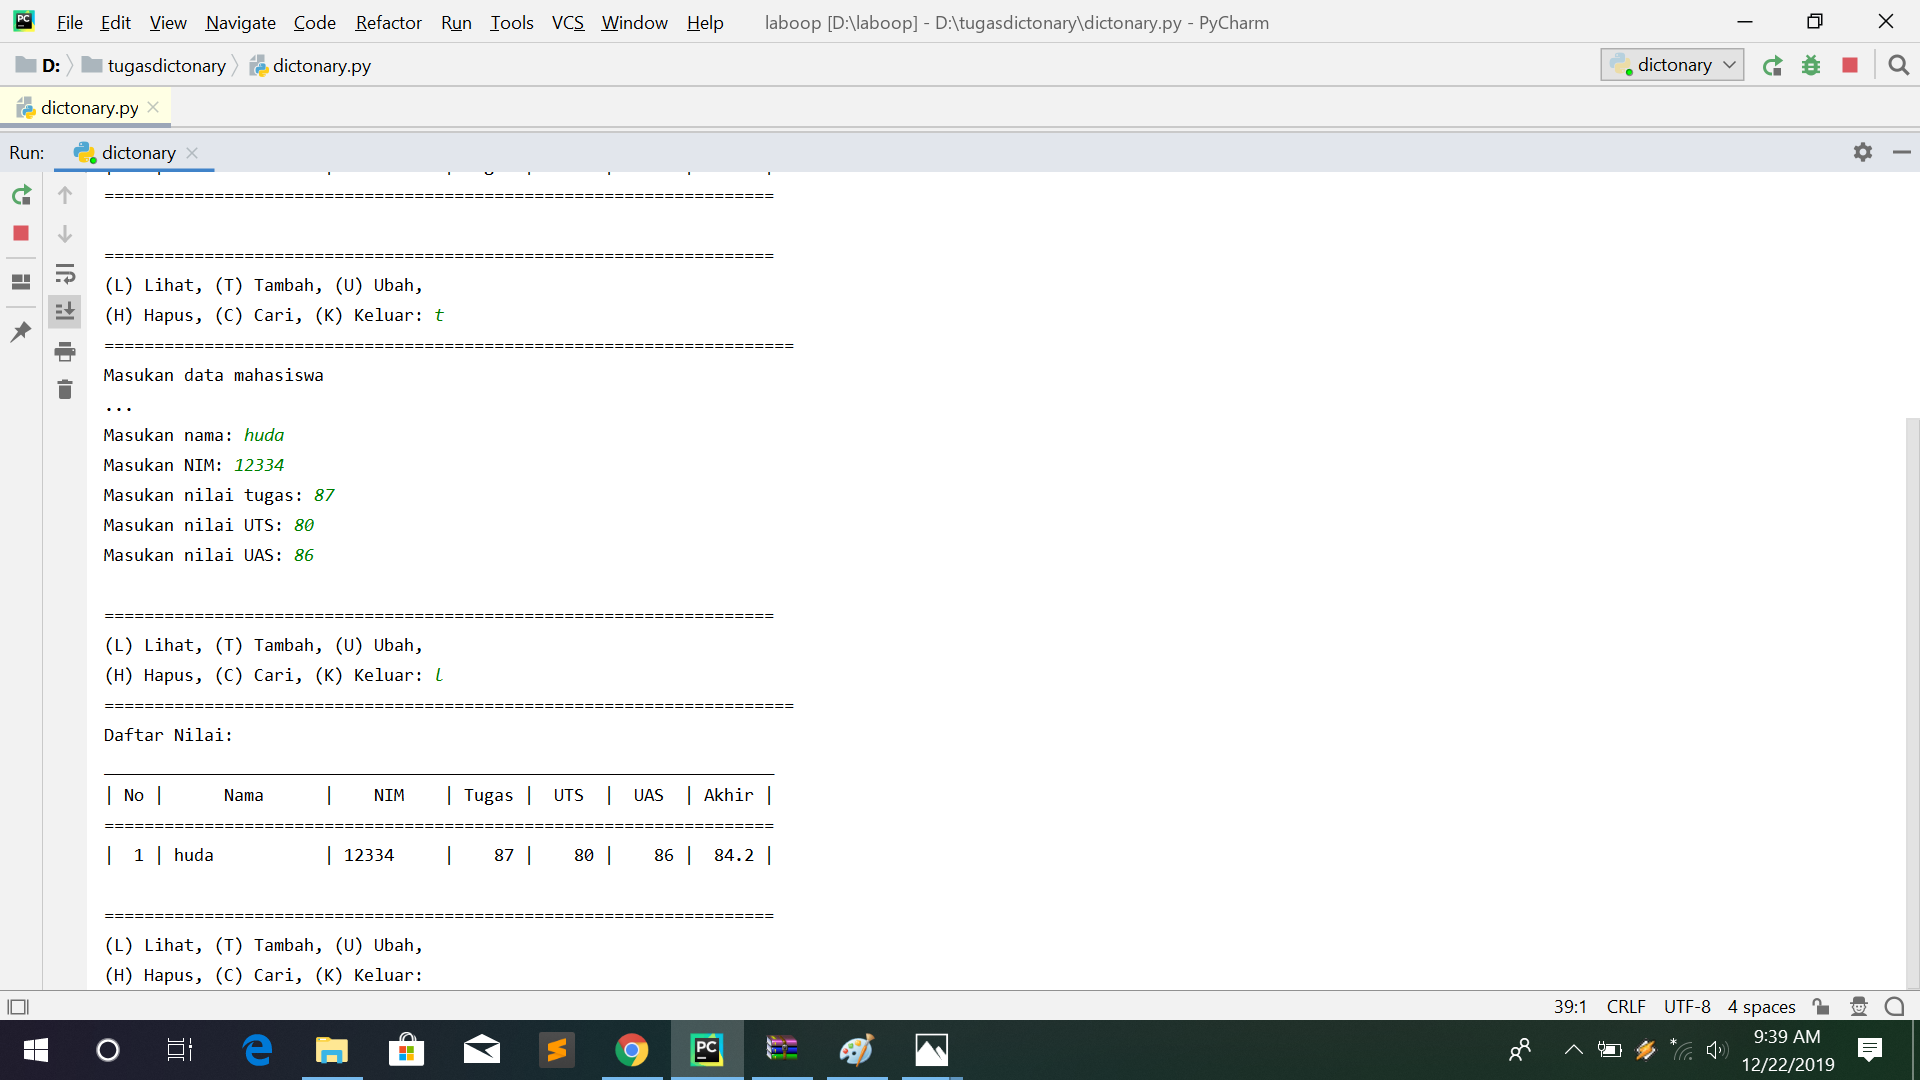 File Edit View Navigate Code Refactor Run Tools VCS Window Help laboop [D:\laboop] - D:\tugasdictonary\dictonary.py - PyCharm
D: tugasdictonary dictonary.py dictonary
dictonary.py
Run: dictonary
===================================================================
===================================================================
(L) Lihat, (T) Tambah, (U) Ubah,
(H) Hapus, (C) Cari, (K) Keluar: t
=====================================================================
Masukan data mahasiswa
...
Masukan nama: huda
Masukan NIM: 12334
Masukan nilai tugas: 87
Masukan nilai UTS: 80
Masukan nilai UAS: 86
===================================================================
(L) Lihat, (T) Tambah, (U) Ubah,
(H) Hapus, (C) Cari, (K) Keluar: l
=====================================================================
Daftar Nilai:
___________________________________________________________________
| No |      Nama      |    NIM    | Tugas |  UTS  |  UAS  | Akhir |
===================================================================
|  1 | huda           | 12334     |    87 |    80 |    86 |  84.2 |
===================================================================
(L) Lihat, (T) Tambah, (U) Ubah,
(H) Hapus, (C) Cari, (K) Keluar:
39:1 CRLF UTF-8 4 spaces
9:39 AM
12/22/2019